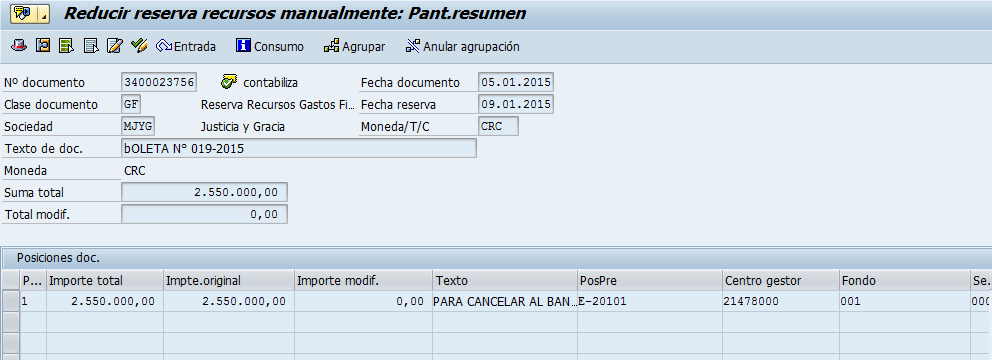 Reducir reserva recursos manualmente: Pant.resumen
Entrada Consumo Agrupar Anular agrupación
Nº documento 3400023756 contabiliza Fecha documento 05.01.2015
Clase documento GF Reserva Recursos Gastos Fi... Fecha reserva 09.01.2015
Sociedad MJYG Justicia y Gracia Moneda/T/C CRC
Texto de doc. bOLETA Nº 019-2015
Moneda CRC
Suma total 2.550.000,00
Total modif. 0,00
Posiciones doc.
P... Importe total Impte.original Importe modif. Texto PosPre Centro gestor Fondo Se.
1 2.550.000,00 2.550.000,00 0,00 PARA CANCELAR AL BAN... E-20101 21478000 001 000